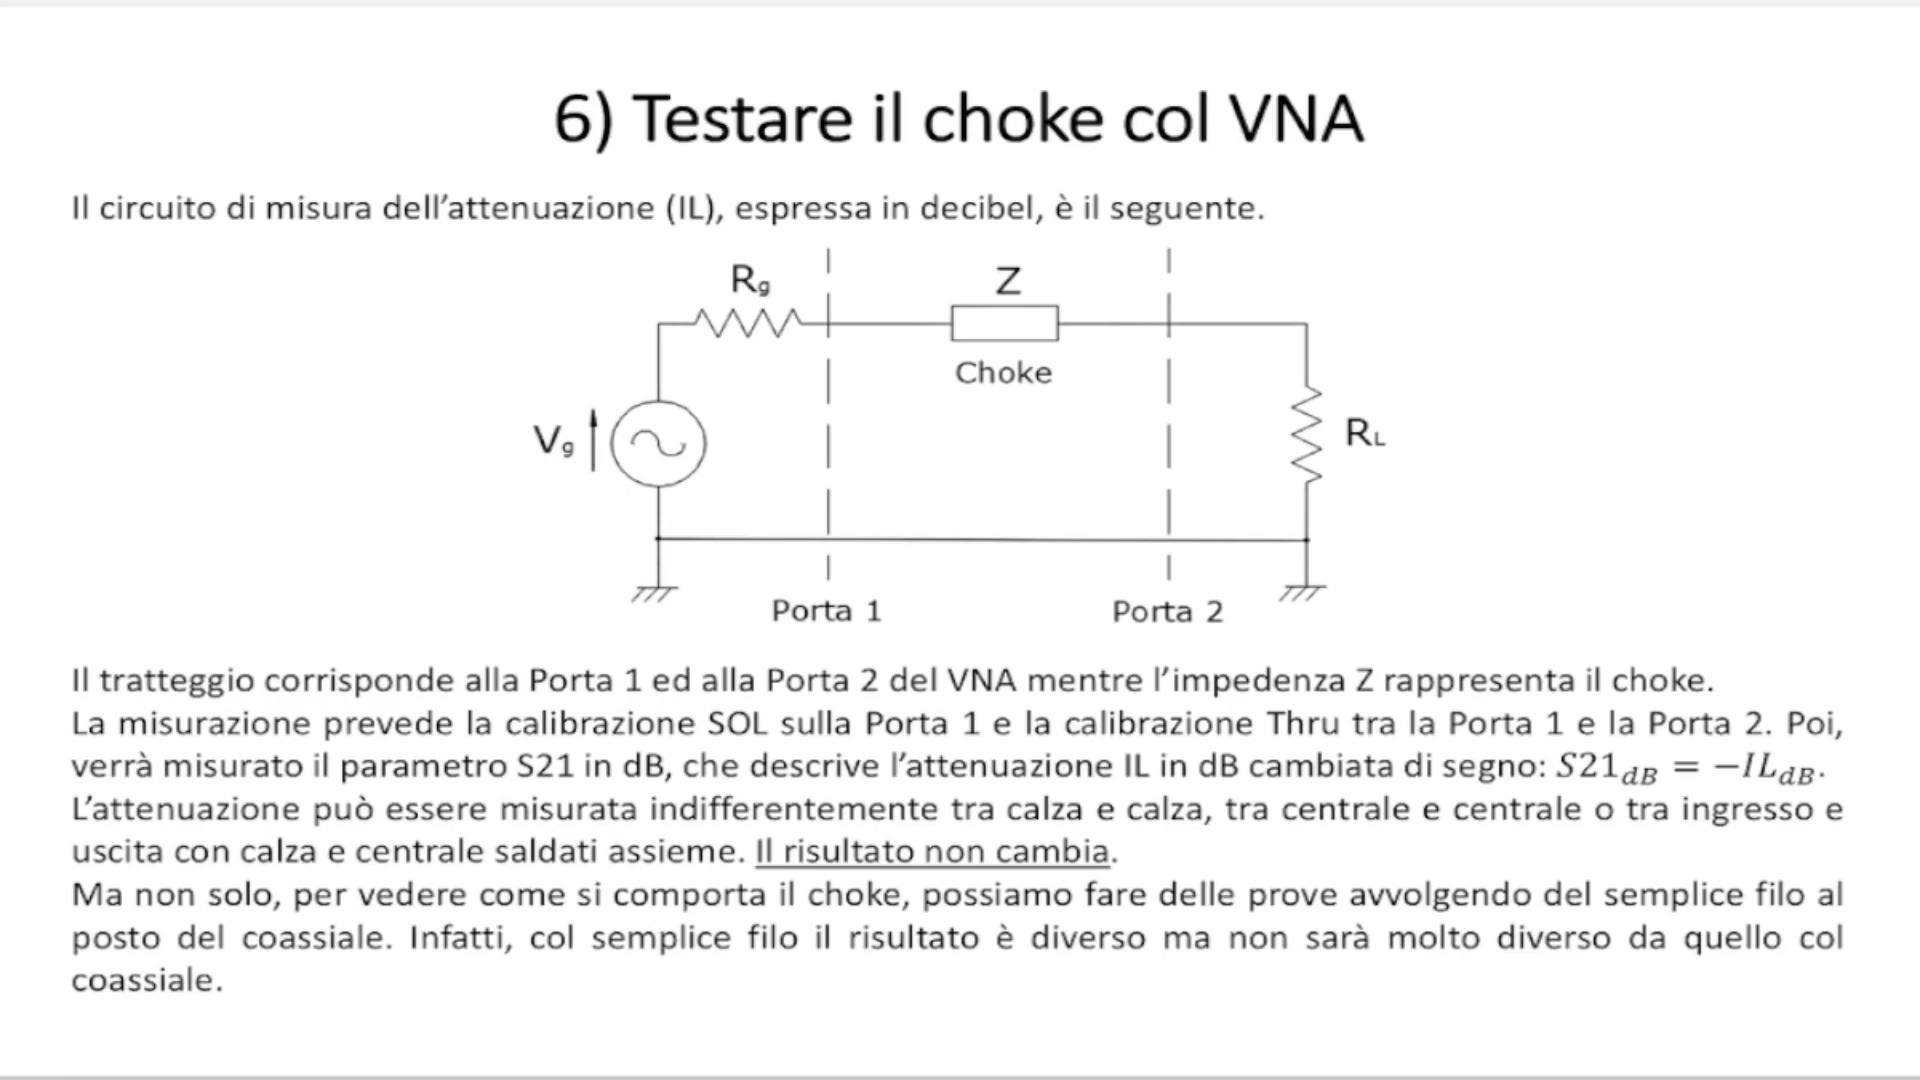 6) Testare il choke col VNA
Il circuito di misura dell'attenuazione (IL), espressa in decibel, è il seguente.
Rg
Z
Choke
Vg
RL
Porta 1
Porta 2
Il tratteggio corrisponde alla Porta 1 ed alla Porta 2 del VNA mentre l'impedenza Z rappresenta il choke.
La misurazione prevede la calibrazione SOL sulla Porta 1 e la calibrazione Thru tra la Porta 1 e la Porta 2. Poi,
verrà misurato il parametro S21 in dB, che descrive l'attenuazione IL in dB cambiata di segno: S21dB = −ILdB.
L'attenuazione può essere misurata indifferentemente tra calza e calza, tra centrale e centrale o tra ingresso e
uscita con calza e centrale saldati assieme. Il risultato non cambia.
Ma non solo, per vedere come si comporta il choke, possiamo fare delle prove avvolgendo del semplice filo al
posto del coassiale. Infatti, col semplice filo il risultato è diverso ma non sarà molto diverso da quello col
coassiale.